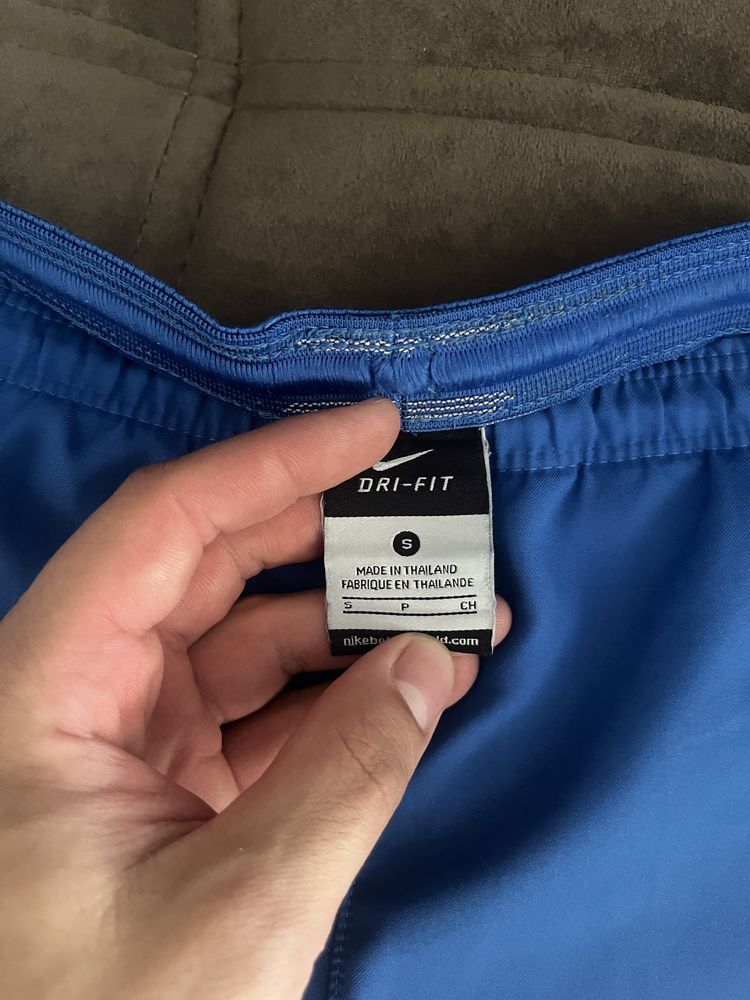 DRI-FIT
S
MADE IN THAILAND
FABRIQUE EN THAILANDE
S P CH